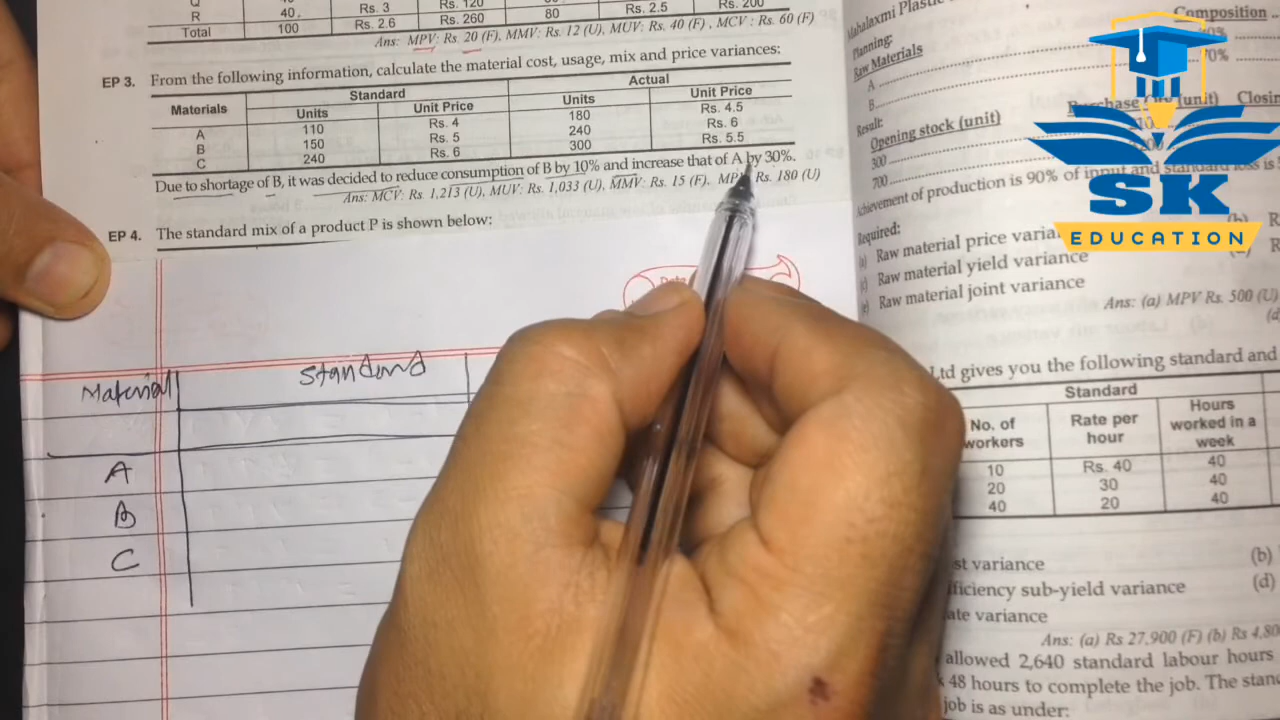 R 40 Rs. 3 Rs. 120
Total 100 Rs. 2.6 Rs. 260 80 Rs. 2.5 Rs. 200
Ans: MPV: Rs. 20 (F), MMV: Rs. 12 (U), MUV: Rs. 40 (F) , MCV : Rs. 60 (F)
EP 3. From the following information, calculate the material cost, usage, mix and price variances:
Materials Standard Actual
Units Unit Price Units Unit Price
A 110 Rs. 4 180 Rs. 4.5
B 150 Rs. 5 240 Rs. 6
C 240 Rs. 6 300 Rs. 5.5
Due to shortage of B, it was decided to reduce consumption of B by 10% and increase that of A by 30%.
Ans: MCV: Rs. 1,213 (U), MUV: Rs. 1,033 (U), MMV: Rs. 15 (F), Rs. 180 (U)
EP 4. The standard mix of a product P is shown below:
Material Standard
A
B
C
Mahalaxmi
Planning:
Raw Materials
Composition
A
B 70%
Result:
Opening stock (unit)
300
700
Achievement of production is 90% of input and standard loss is
Required:
Raw material price
Raw material yield variance
Raw material joint variance
Ans: (a) MPV Rs. 500 (U)
Ltd gives you the following standard and
Standard
No. of workers Rate per hour Hours worked in a week
10 Rs. 40 40
20 30 40
40 20 40
variance (b)
sub-yield variance (d)
variance
Ans: (a) Rs 27,900 (F) (b) Rs
allowed 2,640 standard labour hours
48 hours to complete the job. The
job is as under:
SK
EDUCATION